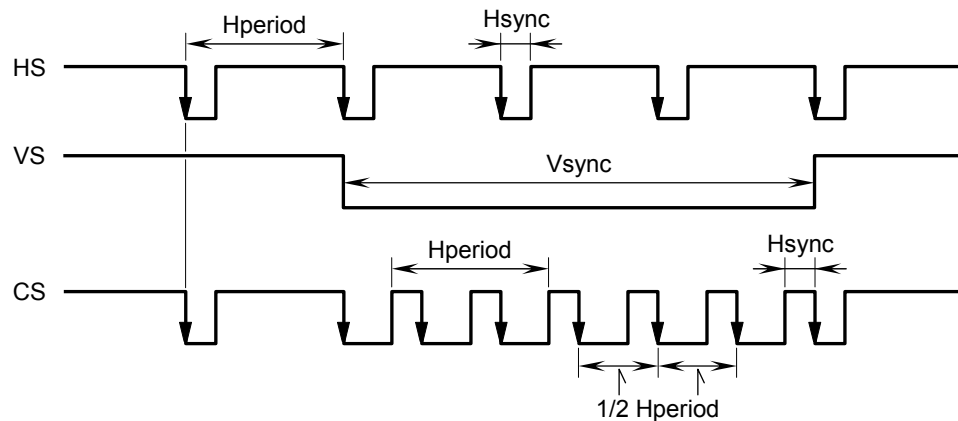 Hperiod
Hsync
HS
VS
Vsync
Hperiod
Hsync
CS
1/2 Hperiod